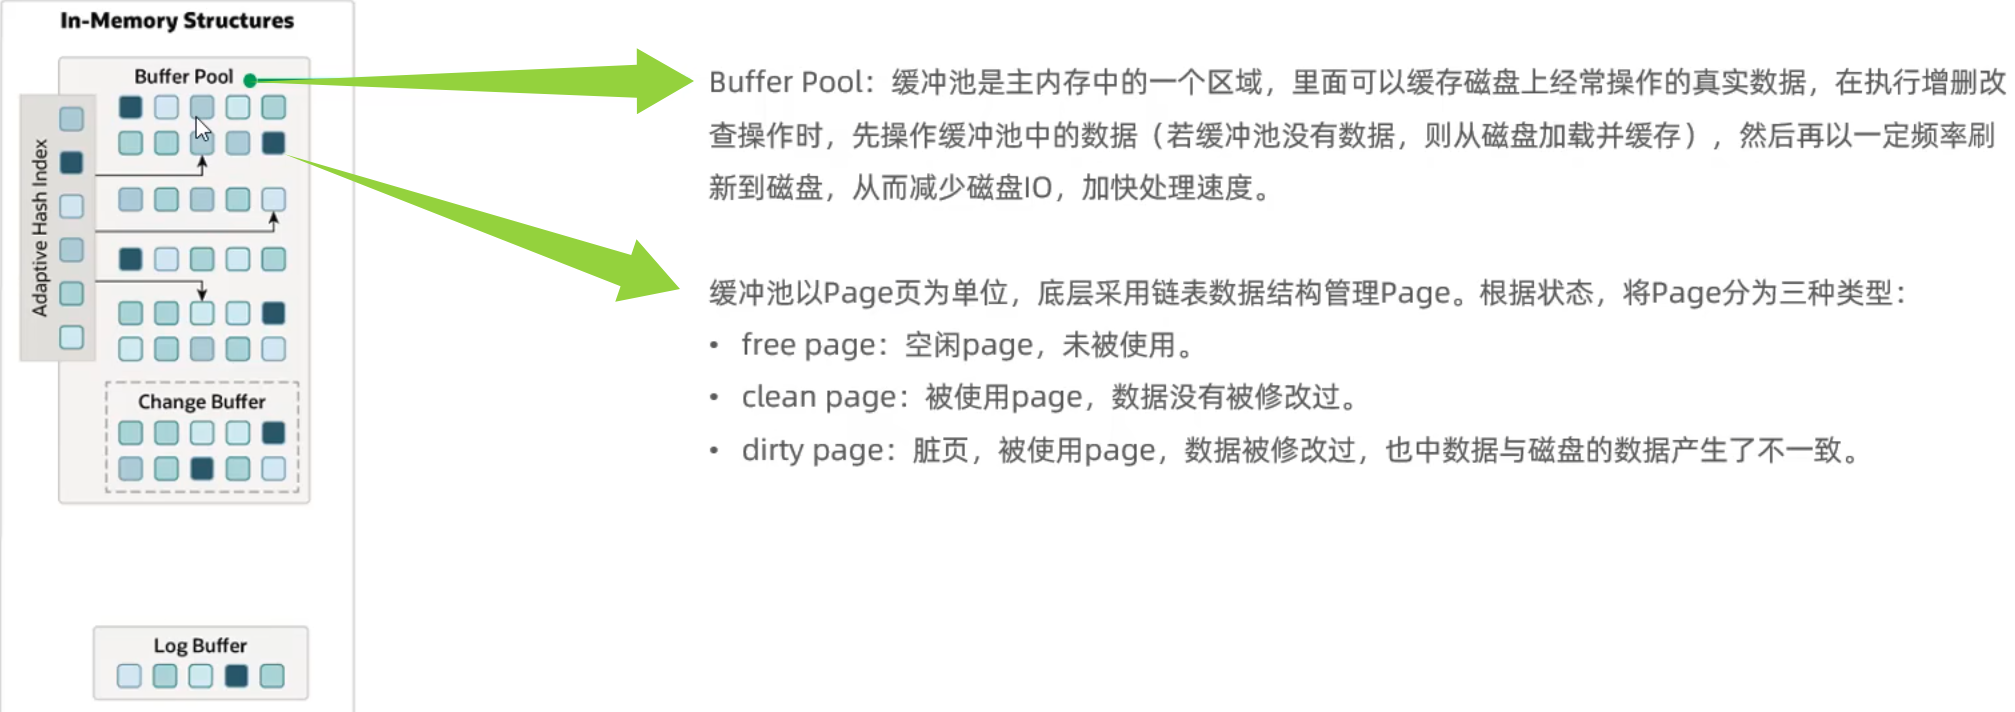 In-Memory Structures
Buffer Pool
Adaptive Hash Index
Change Buffer
Log Buffer
Buffer Pool：缓冲池是主内存中的一个区域，里面可以缓存磁盘上经常操作的真实数据，在执行增删改
查操作时，先操作缓冲池中的数据（若缓冲池没有数据，则从磁盘加载并缓存），然后再以一定频率刷
新到磁盘，从而减少磁盘IO，加快处理速度。
缓冲池以Page页为单位，底层采用链表数据结构管理Page。根据状态，将Page分为三种类型：
• free page：空闲page，未被使用。
• clean page：被使用page，数据没有被修改过。
• dirty page：脏页，被使用page，数据被修改过，也中数据与磁盘的数据产生了不一致。